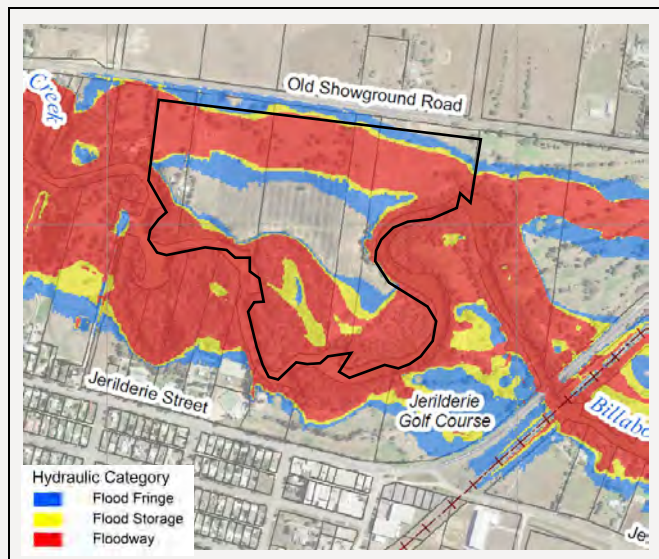 Creek
Old Showground Road
Jerilderie Street
Jerilderie
Golf Course
Billabo
Je
Hydraulic Category
Flood Fringe
Flood Storage
Floodway